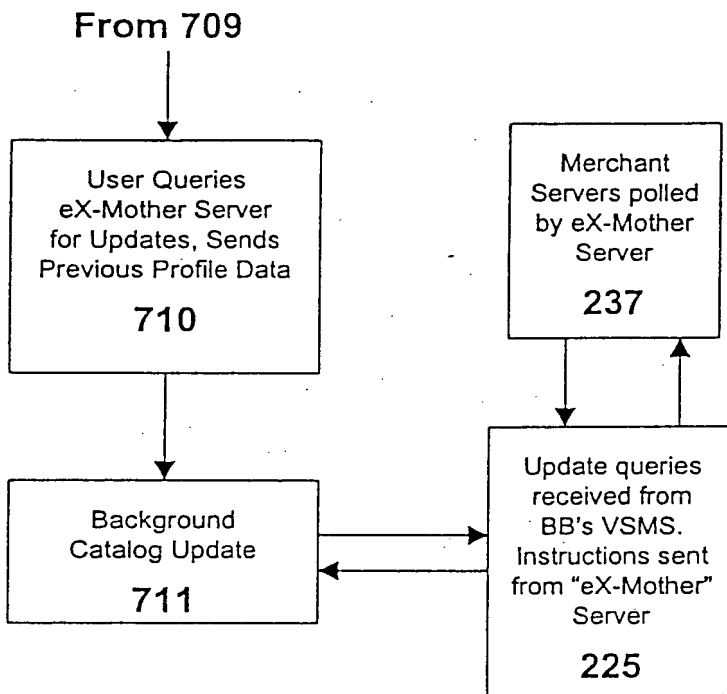 From 709
User Queries
eX-Mother Server
for Updates, Sends
Previous Profile Data
710
Merchant
Servers polled
by eX-Mother
Server
237
Background
Catalog Update
711
Update queries
received from
BB's VSMS.
Instructions sent
from "eX-Mother"
Server
225